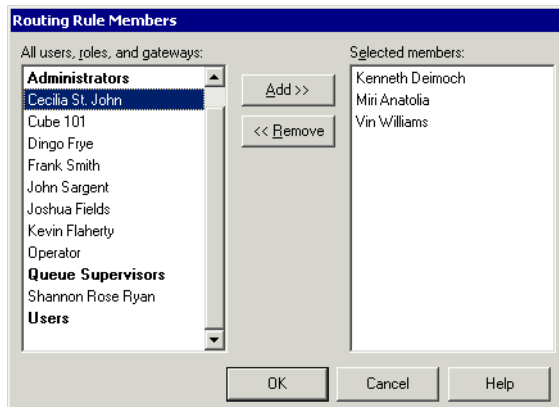 Routing Rule Members
All users, roles, and gateways:
Administrators
Cecilia St. John
Cube 101
Dingo Frye
Frank Smith
John Sargent
Joshua Fields
Kevin Flaherty
Operator
Queue Supervisors
Shannon Rose Ryan
Users
Add >>
<< Remove
Selected members:
Kenneth Deimoch
Miri Anatolia
Vin Williams
OK
Cancel
Help